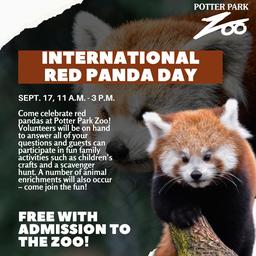 POTTER PARK
ZOO
INTERNATIONAL
RED PANDA DAY
SEPT. 17, 11 A.M. - 3 P.M.
Come celebrate red
pandas at Potter Park Zoo!
Volunteers will be on hand
to answer all of your
questions and guests can
participate in fun family
activities such as children's
crafts and a scavenger
hunt. A number of animal
enrichments will also occur
– come join the fun!
FREE WITH
ADMISSION TO
THE ZOO!